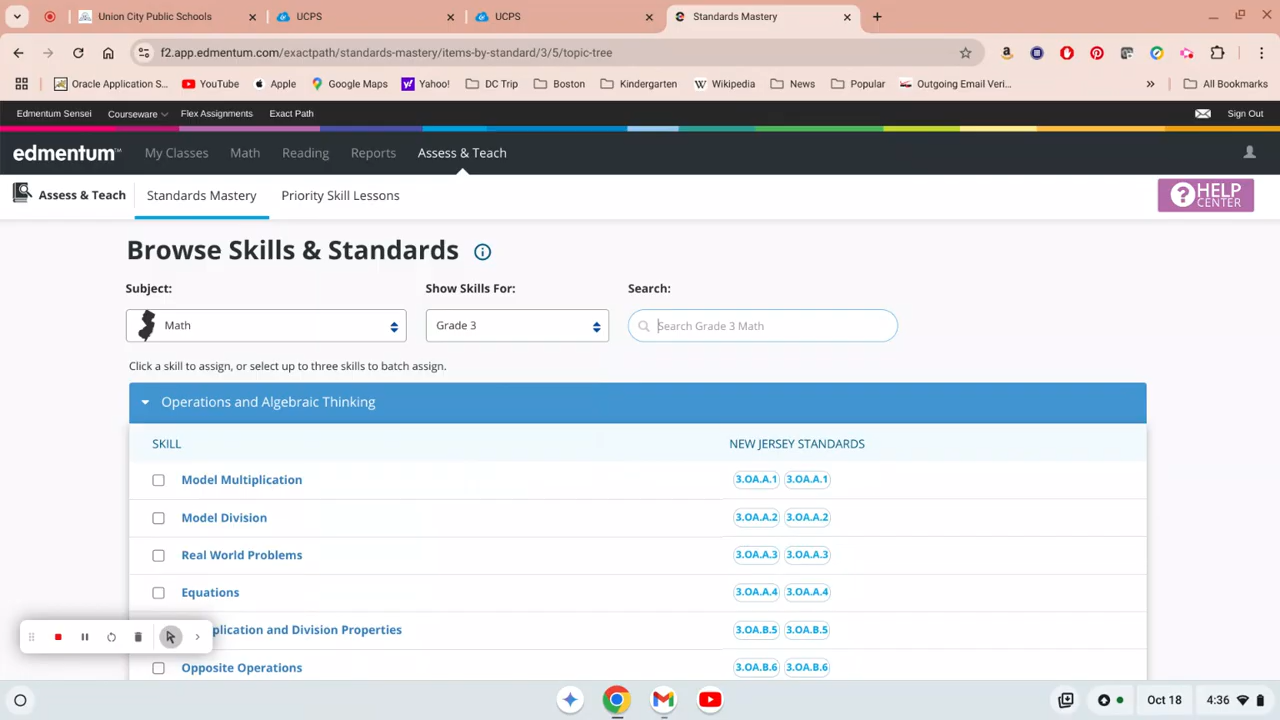 Union City Public Schools
UCPS
UCPS
Standards Mastery
f2.app.edmentum.com/exactpath/standards-mastery/items-by-standard/3/5/topic-tree
Oracle Application S...
YouTube
Apple
Google Maps
Yahoo!
DC Trip
Boston
Kindergarten
Wikipedia
News
Popular
Outgoing Email Veri...
All Bookmarks
Edmentum Sensei
Courseware
Flex Assignments
Exact Path
Sign Out
edmentum™
My Classes
Math
Reading
Reports
Assess & Teach
Assess & Teach
Standards Mastery
Priority Skill Lessons
? HELP
CENTER
Browse Skills & Standards
Subject:
Show Skills For:
Search:
Math
Grade 3
Search Grade 3 Math
Click a skill to assign, or select up to three skills to batch assign.
Operations and Algebraic Thinking
SKILL
NEW JERSEY STANDARDS
Model Multiplication 3.OA.A.1 3.OA.A.1
Model Division 3.OA.A.2 3.OA.A.2
Real World Problems 3.OA.A.3 3.OA.A.3
Equations 3.OA.A.4 3.OA.A.4
plication and Division Properties 3.OA.B.5 3.OA.B.5
Opposite Operations 3.OA.B.6 3.OA.B.6
Oct 18
4:36